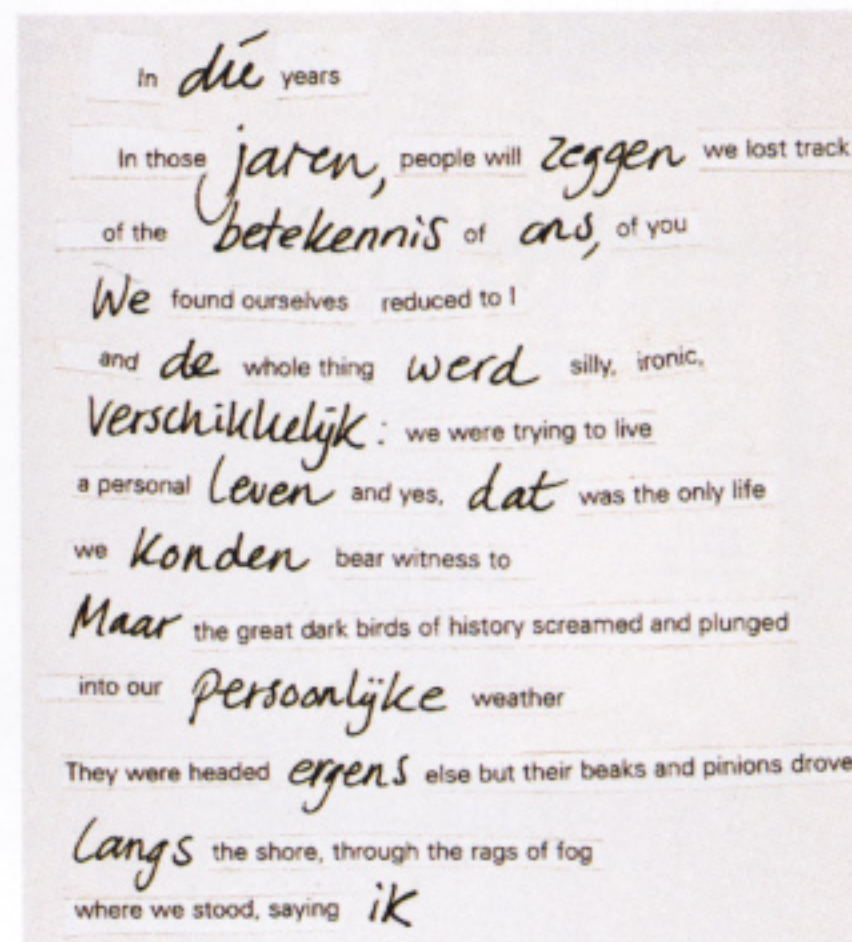 In díe years
In those jaren, people will zeggen we lost track
of the betekennis of ons, of you
We found ourselves reduced to I
and de whole thing werd silly, ironic,
Verschikkelijk: we were trying to live
a personal leven and yes, dat was the only life
we konden bear witness to
Maar the great dark birds of history screamed and plunged
into our persoonlijke weather
They were headed ergens else but their beaks and pinions drove
Langs the shore, through the rags of fog
where we stood, saying ik